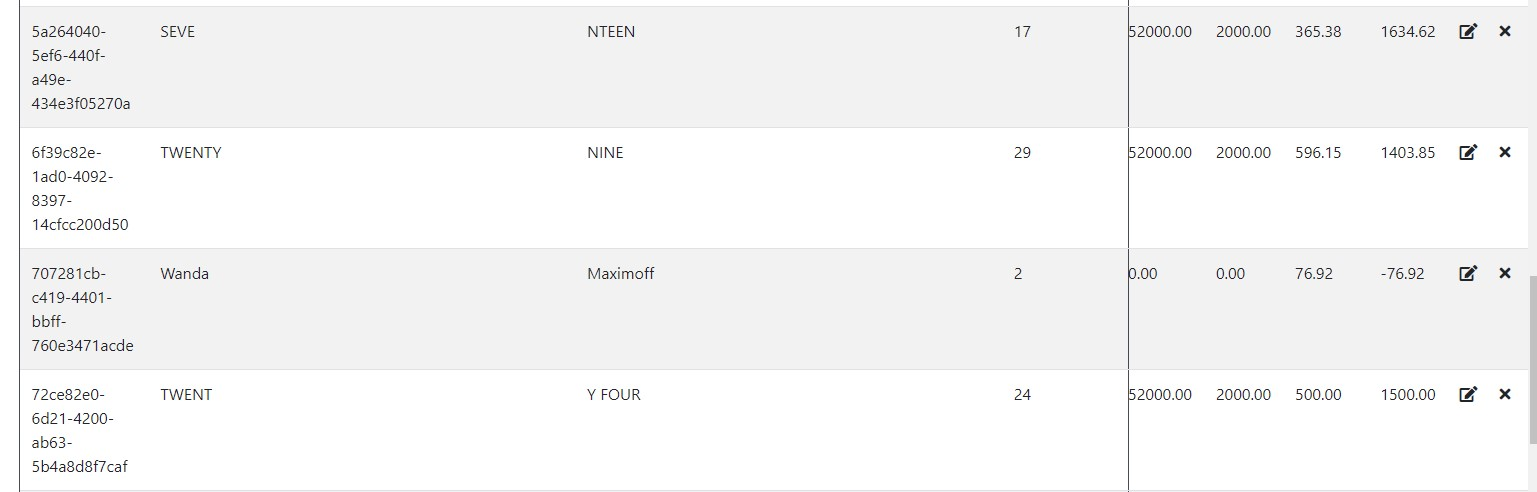 5a264040- SEVE NTEEN 17 52000.00 2000.00 365.38 1634.62
5ef6-440f-
a49e-
434e3f05270a
6f39c82e- TWENTY NINE 29 52000.00 2000.00 596.15 1403.85
1ad0-4092-
8397-
14cfcc200d50
707281cb- Wanda Maximoff 2 0.00 0.00 76.92 -76.92
c419-4401-
bbff-
760e3471acde
72ce82e0- TWENT Y FOUR 24 52000.00 2000.00 500.00 1500.00
6d21-4200-
ab63-
5b4a8d8f7caf